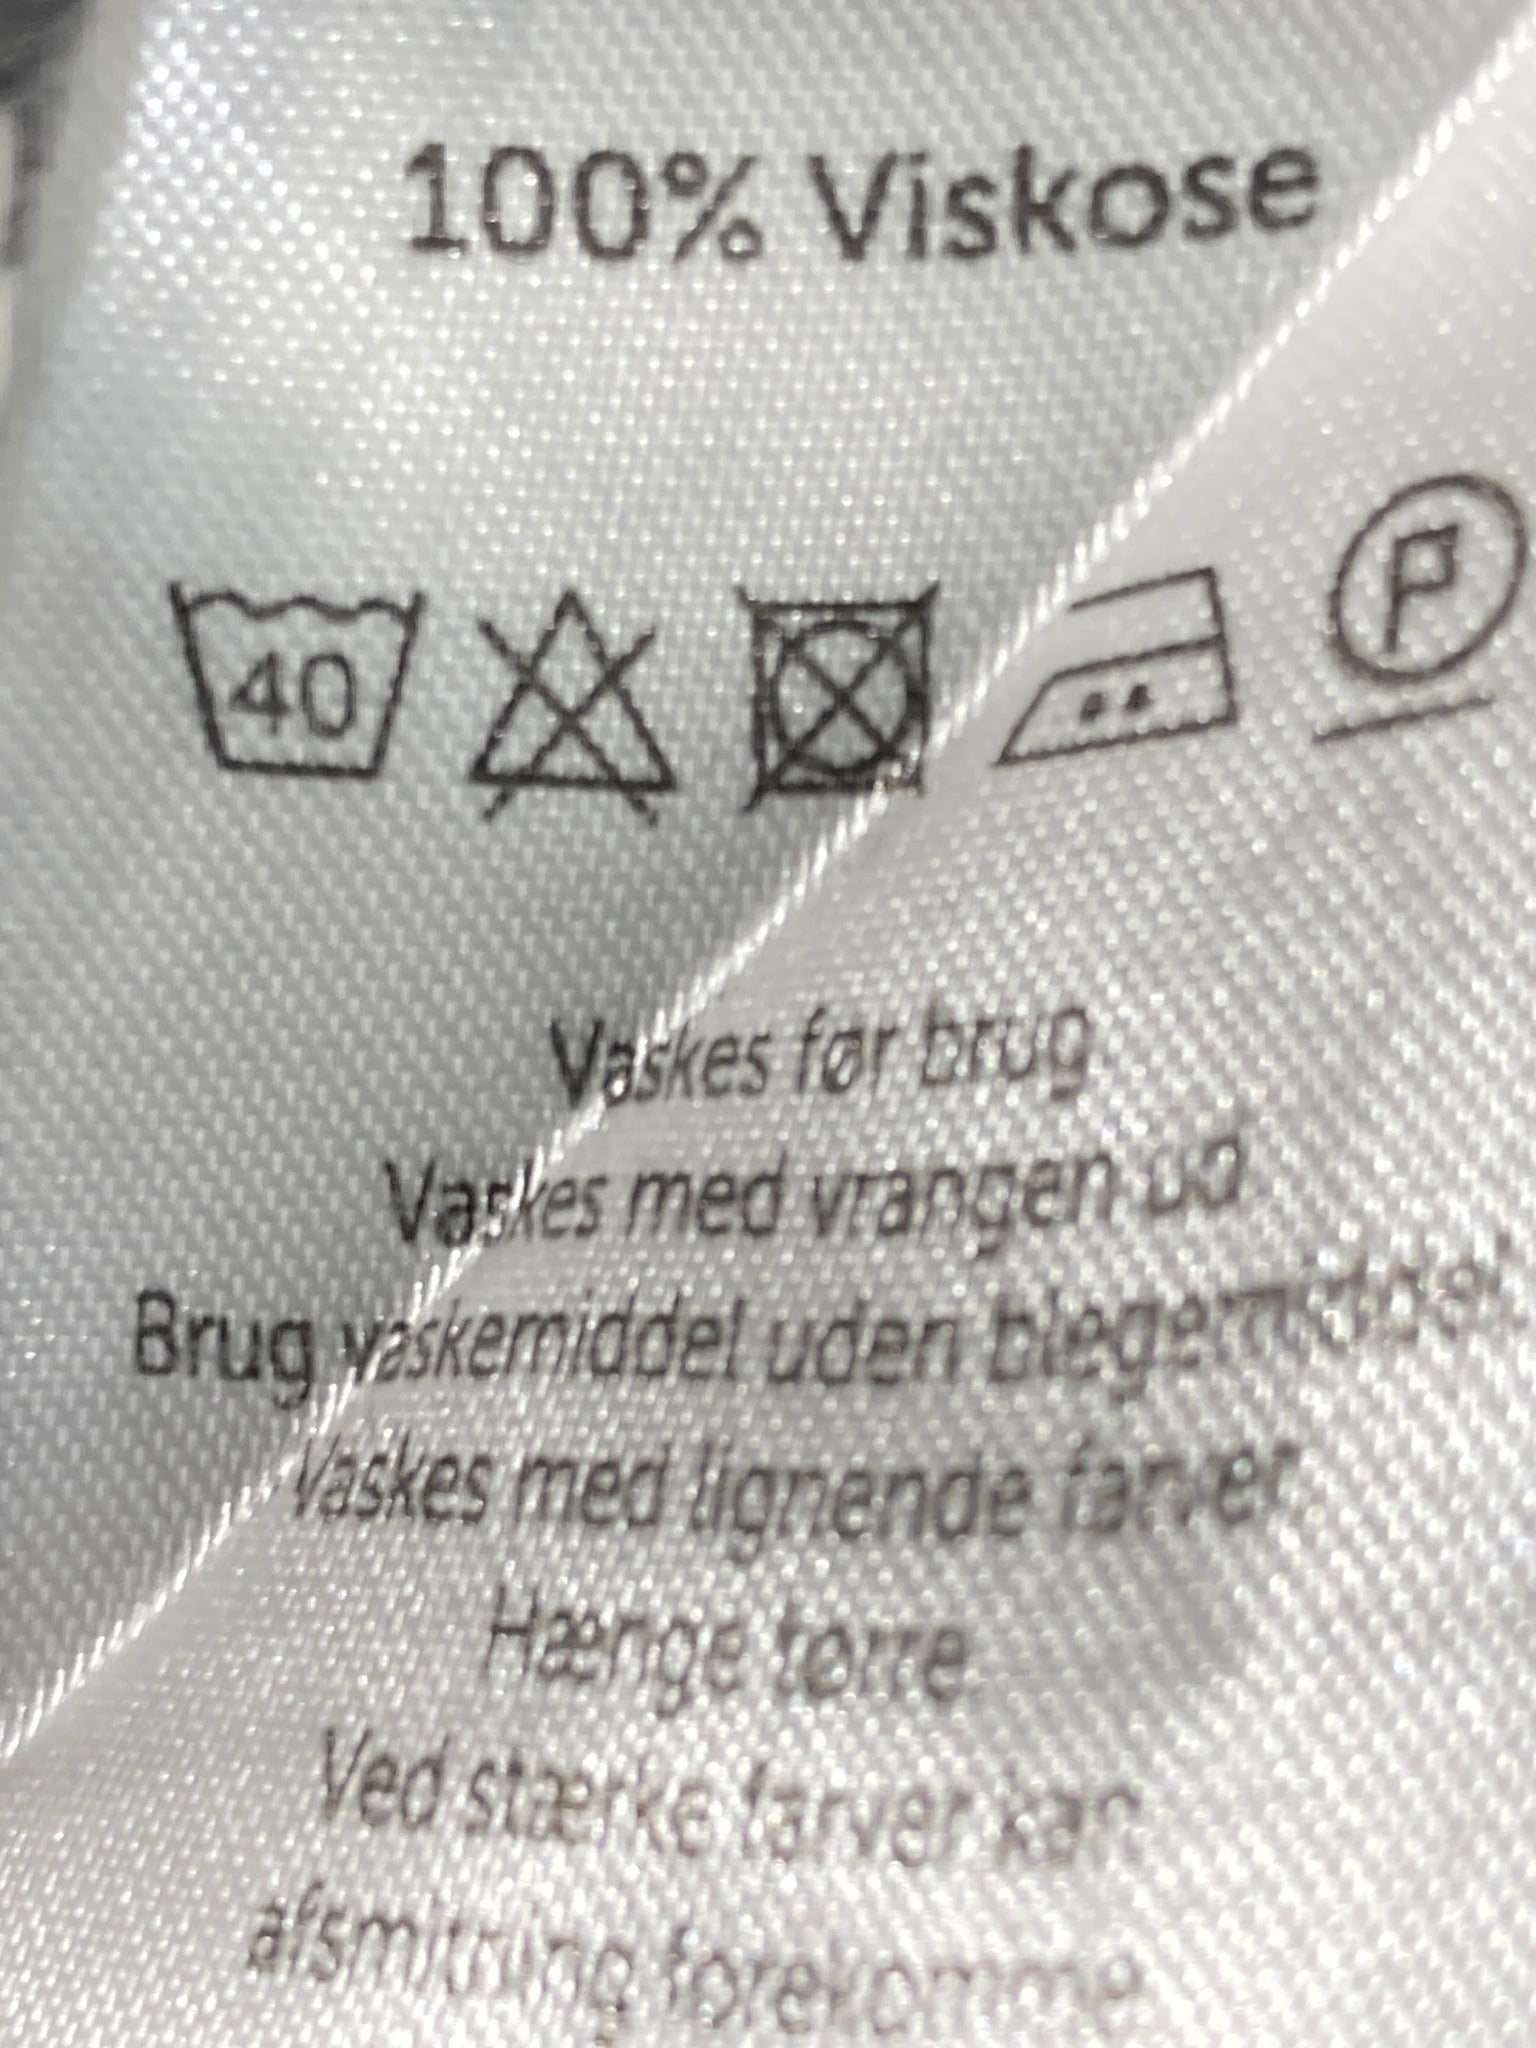 100% Viskose
40
P
Vaskes før brug
Vaskes med vrangen ud
Brug vaskemiddel uden blegemiddel
Vaskes med lignende farver
Hænge tørre
Ved stærke farver kan
afsmitning forekomme